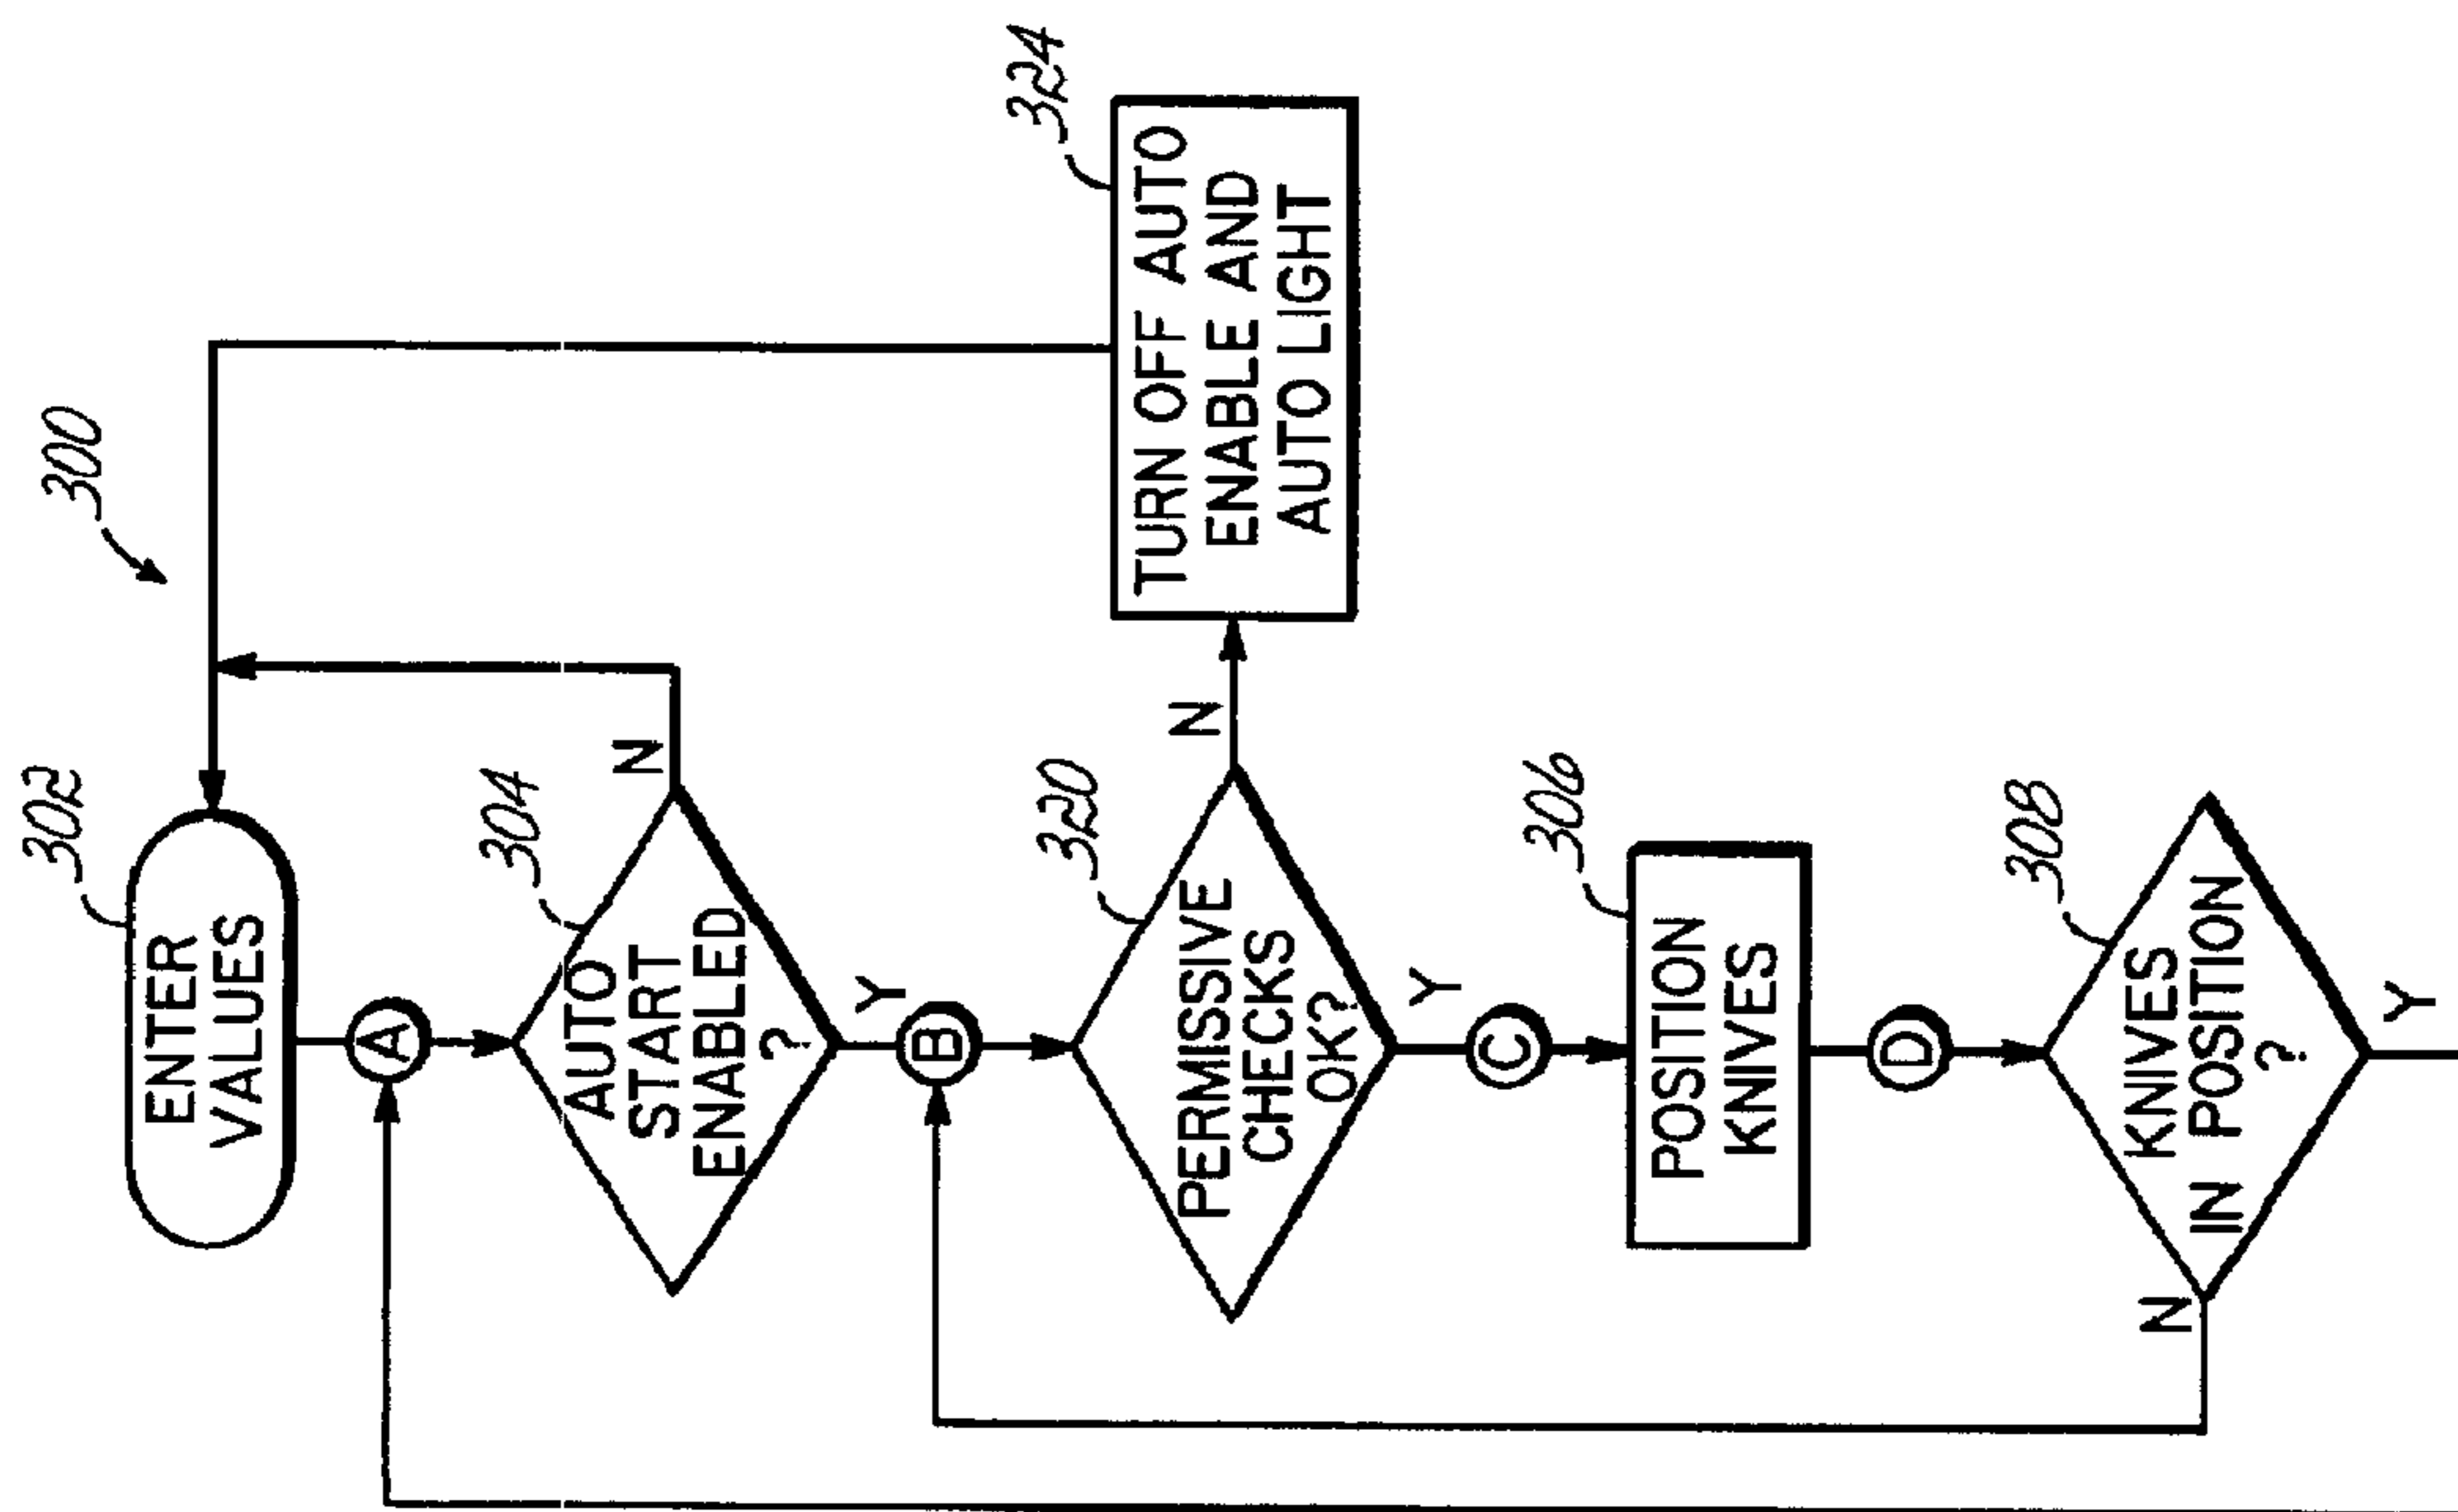 300
302
ENTER
VALUES
A
304
AUTO
START
ENABLED
?
N
Y
B
320
PERMISSIVE
CHECKS
OK?
N
324
TURN OFF AUTO
ENABLE AND
AUTO LIGHT
Y
C
306
POSITION
KNIVES
D
308
KNIVES
IN POSITION
?
N
Y